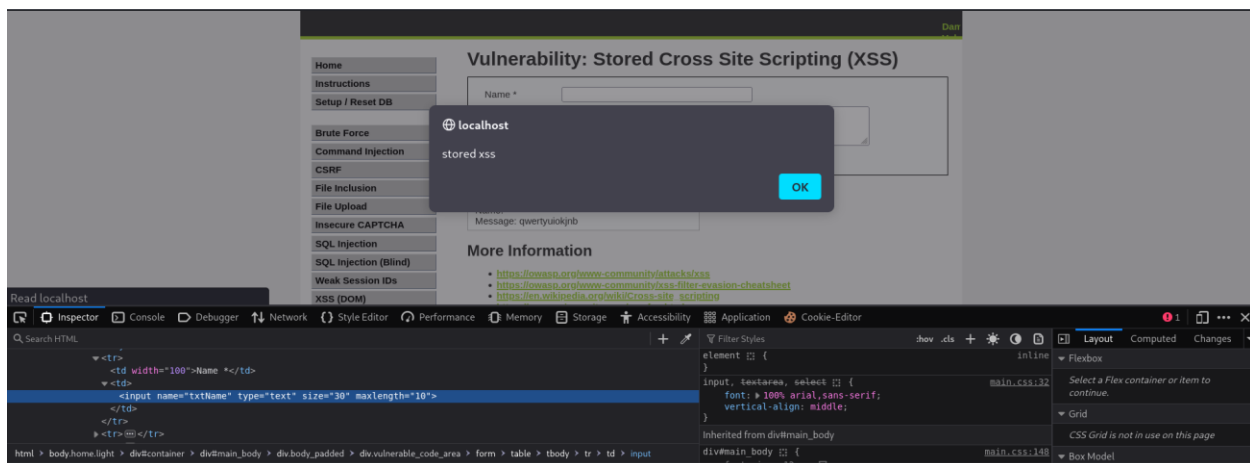 Dam
Vulnerability: Stored Cross Site Scripting (XSS)
Home
Instructions
Setup / Reset DB
Name *
Brute Force
Command Injection
CSRF
File Inclusion
File Upload
Insecure CAPTCHA
SQL Injection
SQL Injection (Blind)
Weak Session IDs
XSS (DOM)
localhost
stored xss
OK
Message: qwertyuiokjnb
More Information
https://owasp.org/www-community/attacks/xss
https://owasp.org/www-community/xss-filter-evasion-cheatsheet
https://en.wikipedia.org/wiki/Cross-site_scripting
Read localhost
Inspector Console Debugger Network Style Editor Performance Memory Storage Accessibility Application Cookie-Editor 1
Search HTML
<tr>
<td width="100">Name *</td>
<td>
<input name="txtName" type="text" size="30" maxlength="10">
</td>
</tr>
<tr></tr>
html > body.home.light > div#container > div#main_body > div.body_padded > div.vulnerable_code_area > form > table > tbody > tr > td > input
Filter Styles :hov .cls +
element { inline
}
input, textarea, select { main.css:32
font: 100% arial,sans-serif;
vertical-align: middle;
}
Inherited from div#main_body
div#main_body { main.css:148
Layout Computed Changes
Flexbox
Select a Flex container or item to
continue.
Grid
CSS Grid is not in use on this page
Box Model